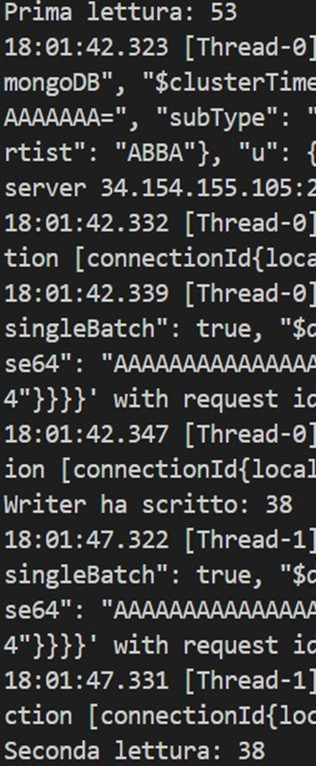 Prima lettura: 53
18:01:42.323 [Thread-0]
mongoDB", "$clusterTime
AAAAAAA=", "subType": "
rtist": "ABBA"}, "u": {
server 34.154.155.105:2
18:01:42.332 [Thread-0]
tion [connectionId{loca
18:01:42.339 [Thread-0]
singleBatch": true, "$d
se64": "AAAAAAAAAAAAAAA
4"}}}}' with request id
18:01:42.347 [Thread-0]
ion [connectionId{local
Writer ha scritto: 38
18:01:47.322 [Thread-1]
singleBatch": true, "$d
se64": "AAAAAAAAAAAAAAA
4"}}}}' with request id
18:01:47.331 [Thread-1]
ction [connectionId{loc
Seconda lettura: 38